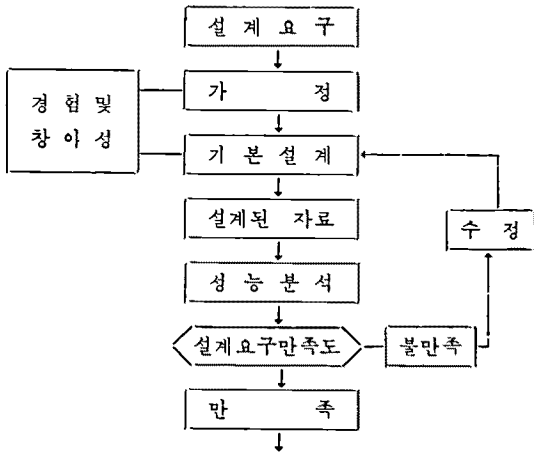 설 계 요 구
가 정
경 험 및
창 아 성
기 본 설 계
설계된 자료
수 정
성 능 분 석
설계요구만족도
불만족
만 족